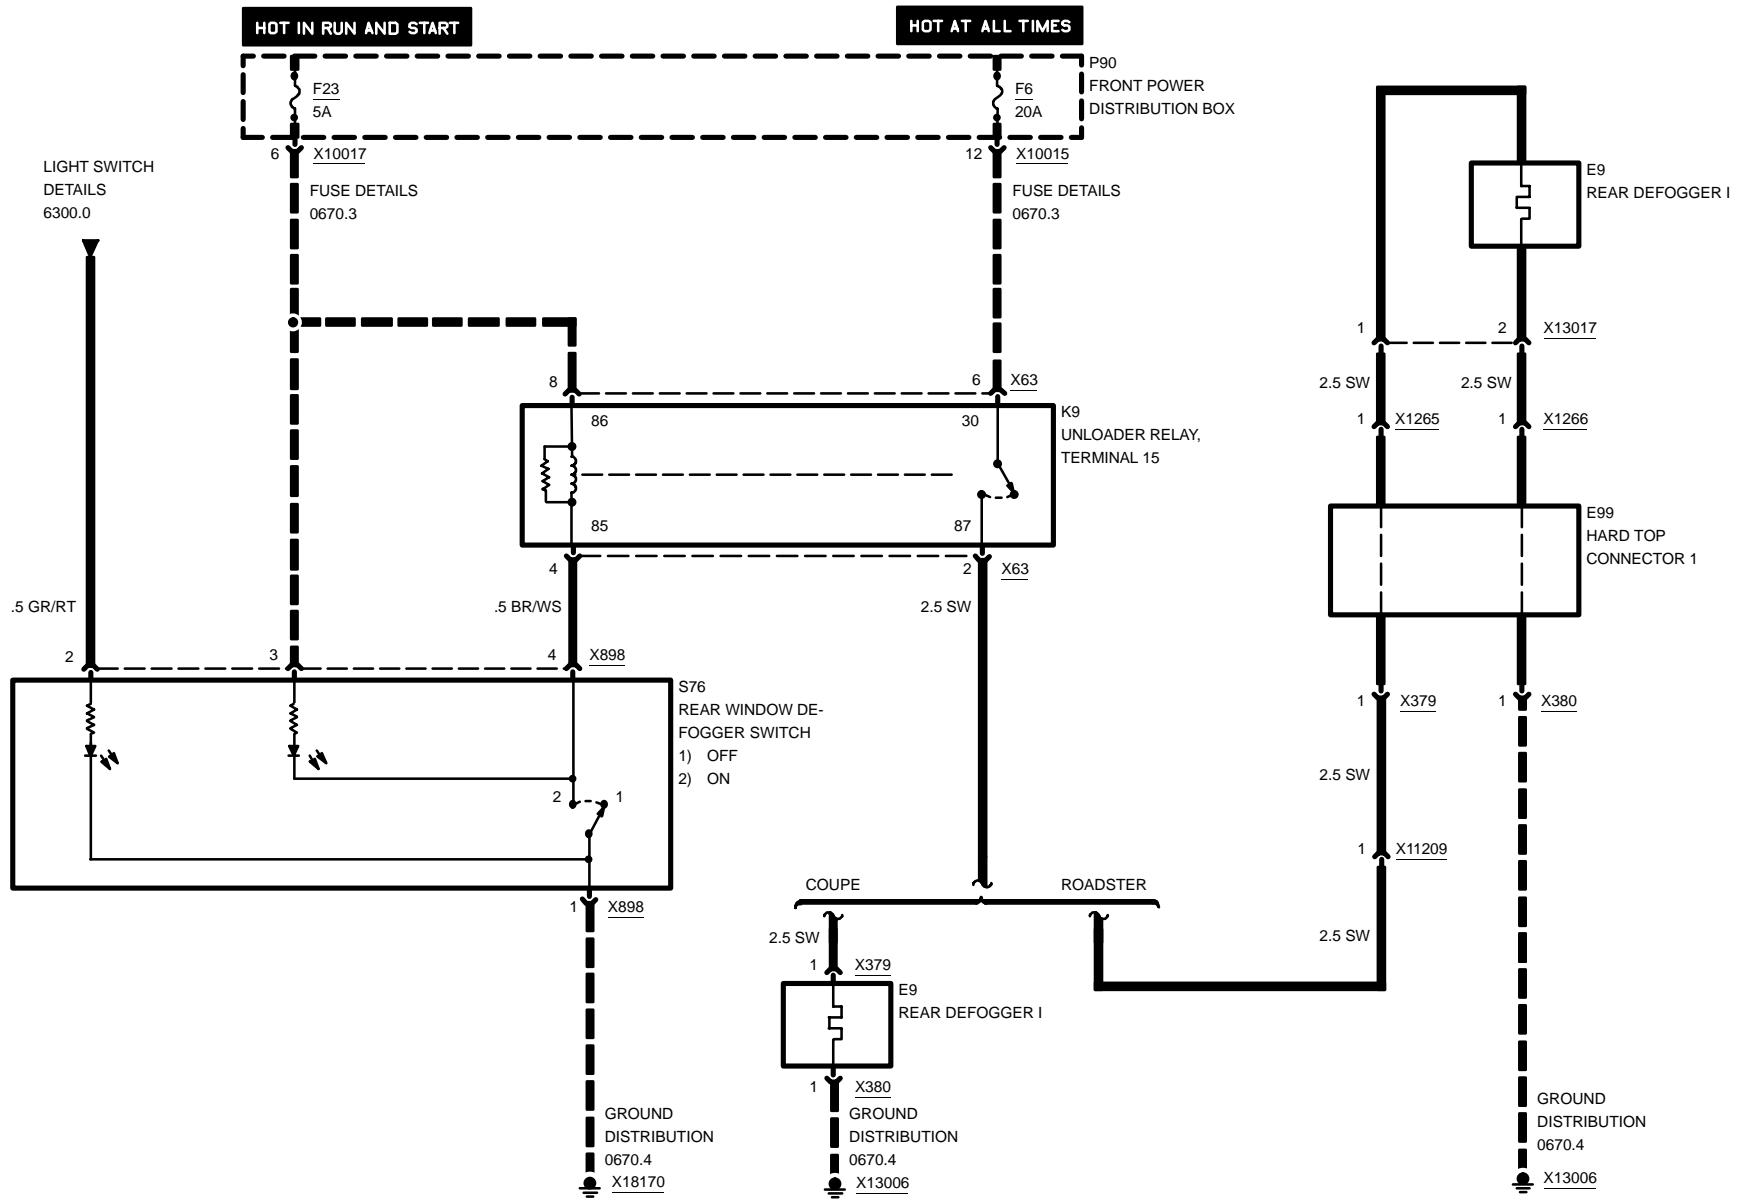 HOT IN RUN AND START
HOT AT ALL TIMES
P90
FRONT POWER
DISTRIBUTION BOX
F23
5A
F6
20A
6 X10017
12 X10015
FUSE DETAILS
0670.3
FUSE DETAILS
0670.3
LIGHT SWITCH
DETAILS
6300.0
E9
REAR DEFOGGER I
1 2 X13017
2.5 SW 2.5 SW
1 X1265 1 X1266
8 6 X63
86 30
K9
UNLOADER RELAY,
TERMINAL 15
85 87
4 2 X63
E99
HARD TOP
CONNECTOR 1
.5 GR/RT .5 BR/WS 2.5 SW
2 3 4 X898
S76
REAR WINDOW DE-
FOGGER SWITCH
1) OFF
2) ON
2 1
1 X379 1 X380
2.5 SW
1 X11209
2.5 SW
COUPE ROADSTER
1 X898
2.5 SW
1 X379
E9
REAR DEFOGGER I
1 X380
GROUND
DISTRIBUTION
0670.4
X18170
GROUND
DISTRIBUTION
0670.4
X13006
GROUND
DISTRIBUTION
0670.4
X13006